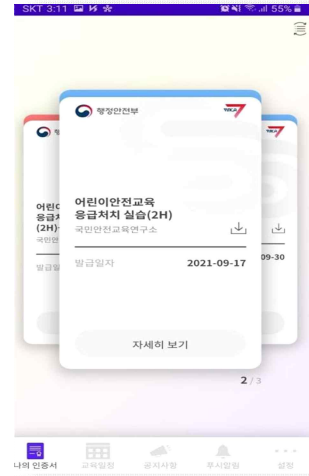 SKT 3:11
55%
행정안전부
어린이안전교육
응급처치 실습(2H)
국민안전교육연구소
발급일자 2021-09-17
자세히 보기
어린
응급
(2H)
국민안
발급일
09-30
2 / 3
나의 인증서 교육일정 공지사항 푸시알림 설정